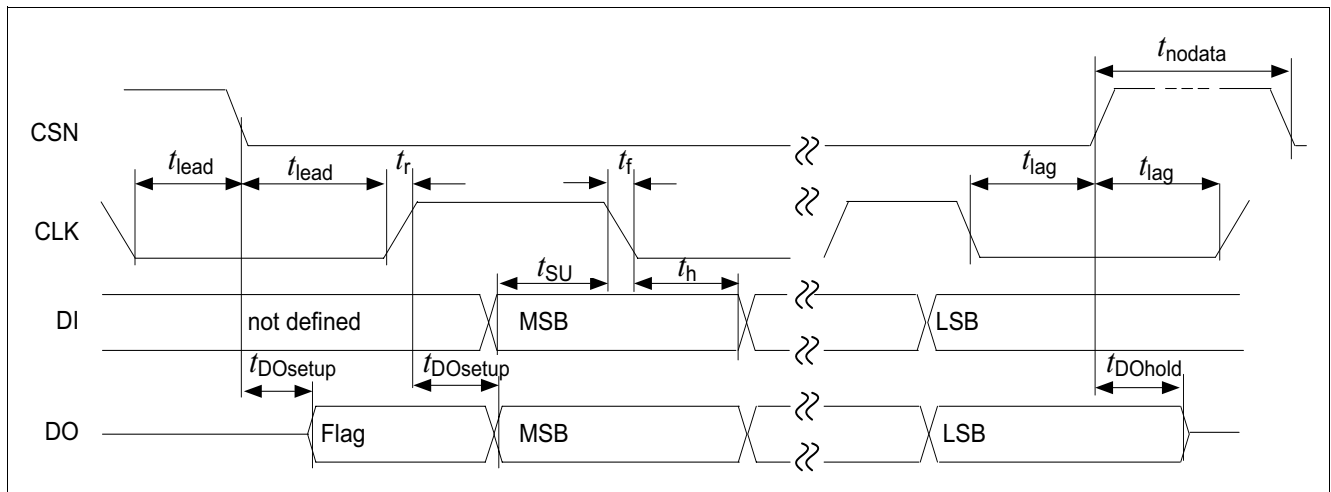 t_nodata
CSN
t_lead t_lead t_r t_f t_lag t_lag
CLK
t_SU t_h
DI not defined MSB LSB
t_DOsetup t_DOsetup t_DOhold
DO Flag MSB LSB